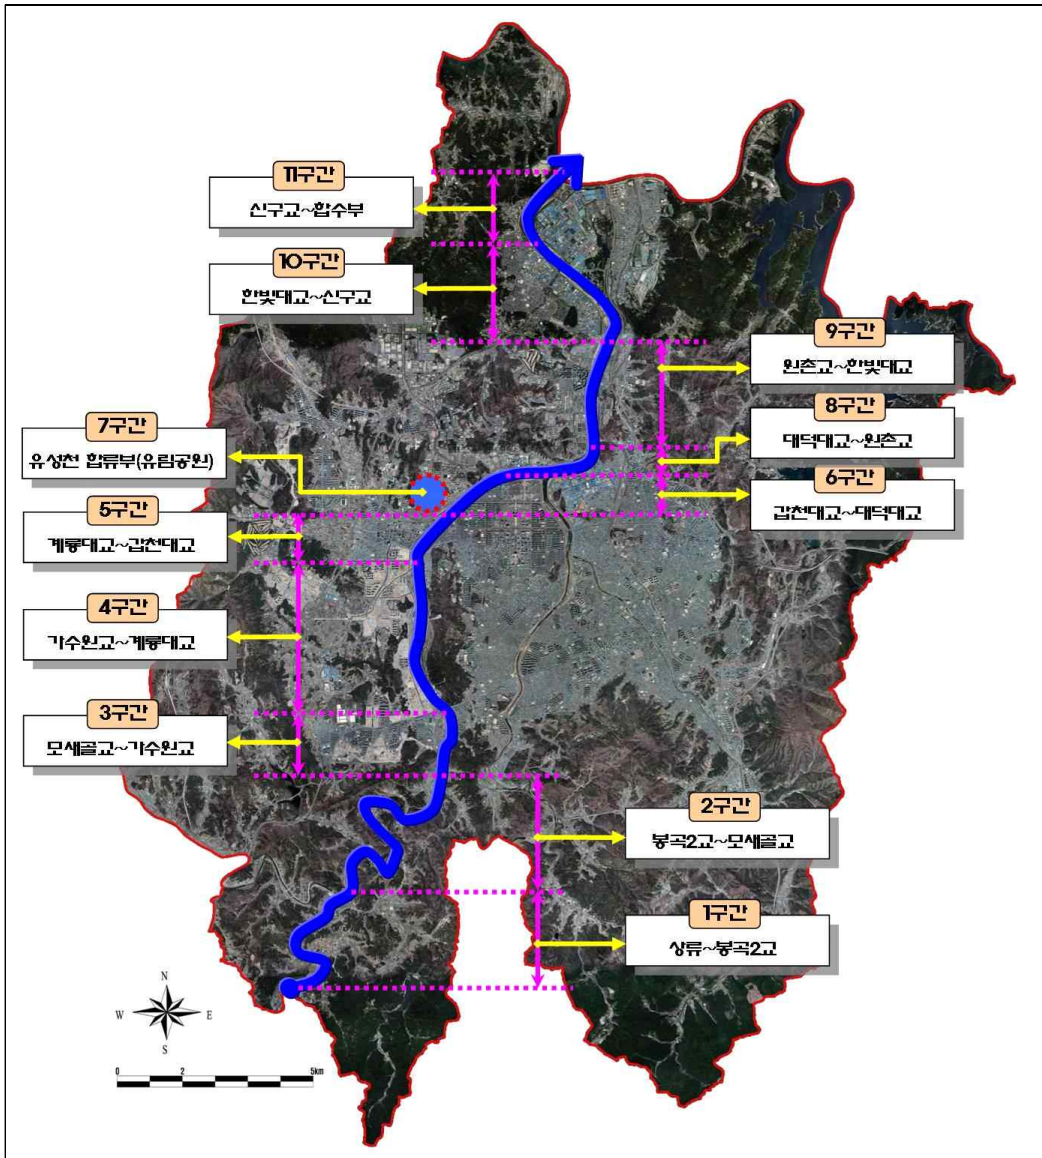 11구간
신구교~합수부
10구간
한빛대교~신구교
9구간
원촌교~한빛대교
8구간
대덕대교~원촌교
7구간
유성천 합류부(유림공원)
6구간
갑천대교~대덕대교
5구간
계룡대교~갑천대교
4구간
가수원교~계룡대교
3구간
모새골교~가수원교
2구간
봉곡2교~모새골교
1구간
상류~봉곡2교
N
W E
S
0 2 5km